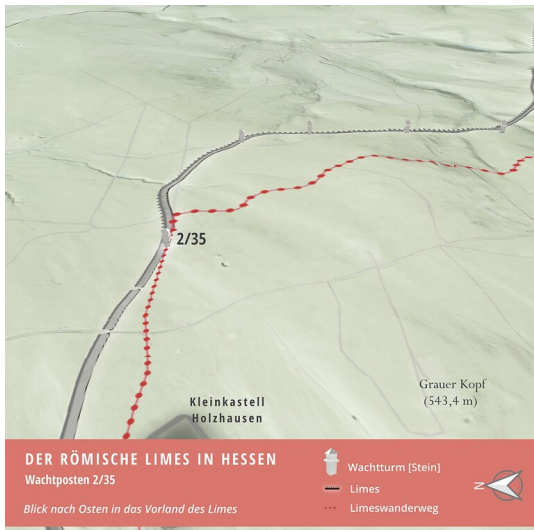 2/35
Kleinkastell
Holzhausen
Grauer Kopf
(543,4 m)
DER RÖMISCHE LIMES IN HESSEN
Wachtposten 2/35
Blick nach Osten in das Vorland des Limes
Wachtturm [Stein]
Limes
Limeswanderweg
N